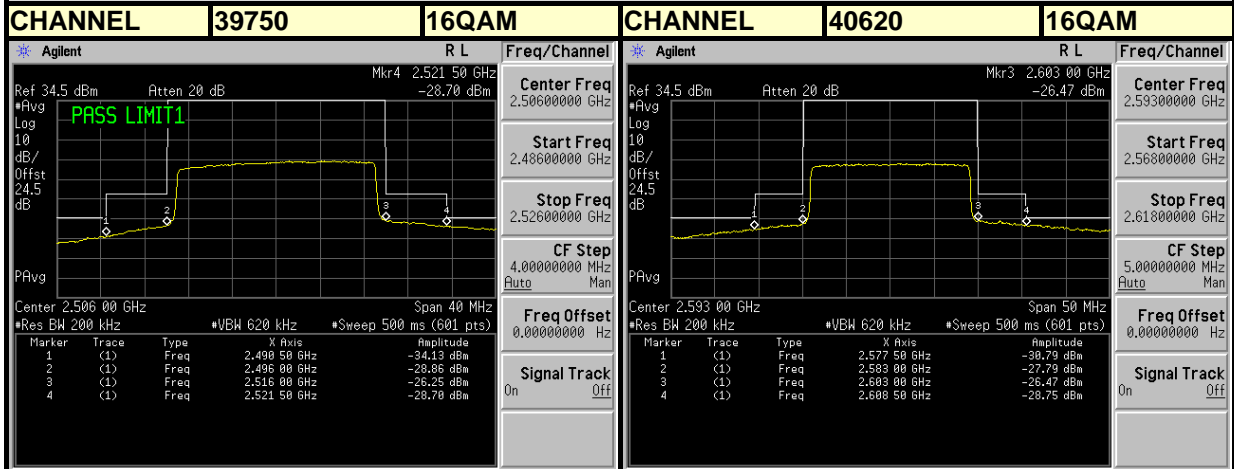 CHANNEL 39750 16QAM
Agilent R L Freq/Channel
Mkr4 2.521 50 GHz
Ref 34.5 dBm Atten 20 dB -28.70 dBm
#Avg
Log
10
dB/
Offst
24.5
dB
PAvg
PASS LIMIT1
1
2
3
4
Center 2.506 00 GHz Span 40 MHz
#Res BW 200 kHz #VBW 620 kHz #Sweep 500 ms (601 pts)
Marker Trace Type X Axis Amplitude
1 (1) Freq 2.490 50 GHz -34.13 dBm
2 (1) Freq 2.496 00 GHz -28.86 dBm
3 (1) Freq 2.516 00 GHz -26.25 dBm
4 (1) Freq 2.521 50 GHz -28.70 dBm
Center Freq
2.50600000 GHz
Start Freq
2.48600000 GHz
Stop Freq
2.52600000 GHz
CF Step
4.00000000 MHz
Auto Man
Freq Offset
0.00000000 Hz
Signal Track
On Off
CHANNEL 40620 16QAM
Agilent R L Freq/Channel
Mkr3 2.603 00 GHz
Ref 34.5 dBm Atten 20 dB -26.47 dBm
#Avg
Log
10
dB/
Offst
24.5
dB
PAvg
1
2
3
4
Center 2.593 00 GHz Span 50 MHz
#Res BW 200 kHz #VBW 620 kHz #Sweep 500 ms (601 pts)
Marker Trace Type X Axis Amplitude
1 (1) Freq 2.577 50 GHz -30.79 dBm
2 (1) Freq 2.583 00 GHz -27.79 dBm
3 (1) Freq 2.603 00 GHz -26.47 dBm
4 (1) Freq 2.608 50 GHz -28.75 dBm
Center Freq
2.59300000 GHz
Start Freq
2.56800000 GHz
Stop Freq
2.61800000 GHz
CF Step
5.00000000 MHz
Auto Man
Freq Offset
0.00000000 Hz
Signal Track
On Off